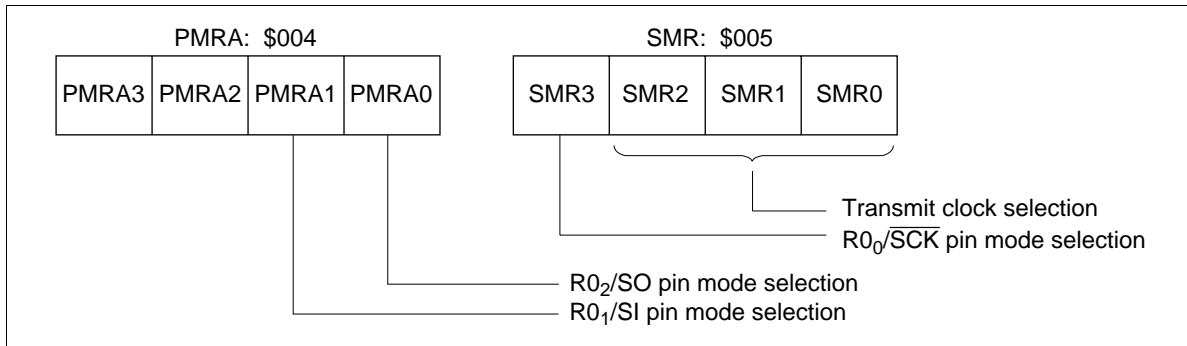 PMRA: $004
PMRA3 PMRA2 PMRA1 PMRA0
SMR: $005
SMR3 SMR2 SMR1 SMR0
Transmit clock selection
R0₀/S̅C̅K̅ pin mode selection
R0₂/SO pin mode selection
R0₁/SI pin mode selection